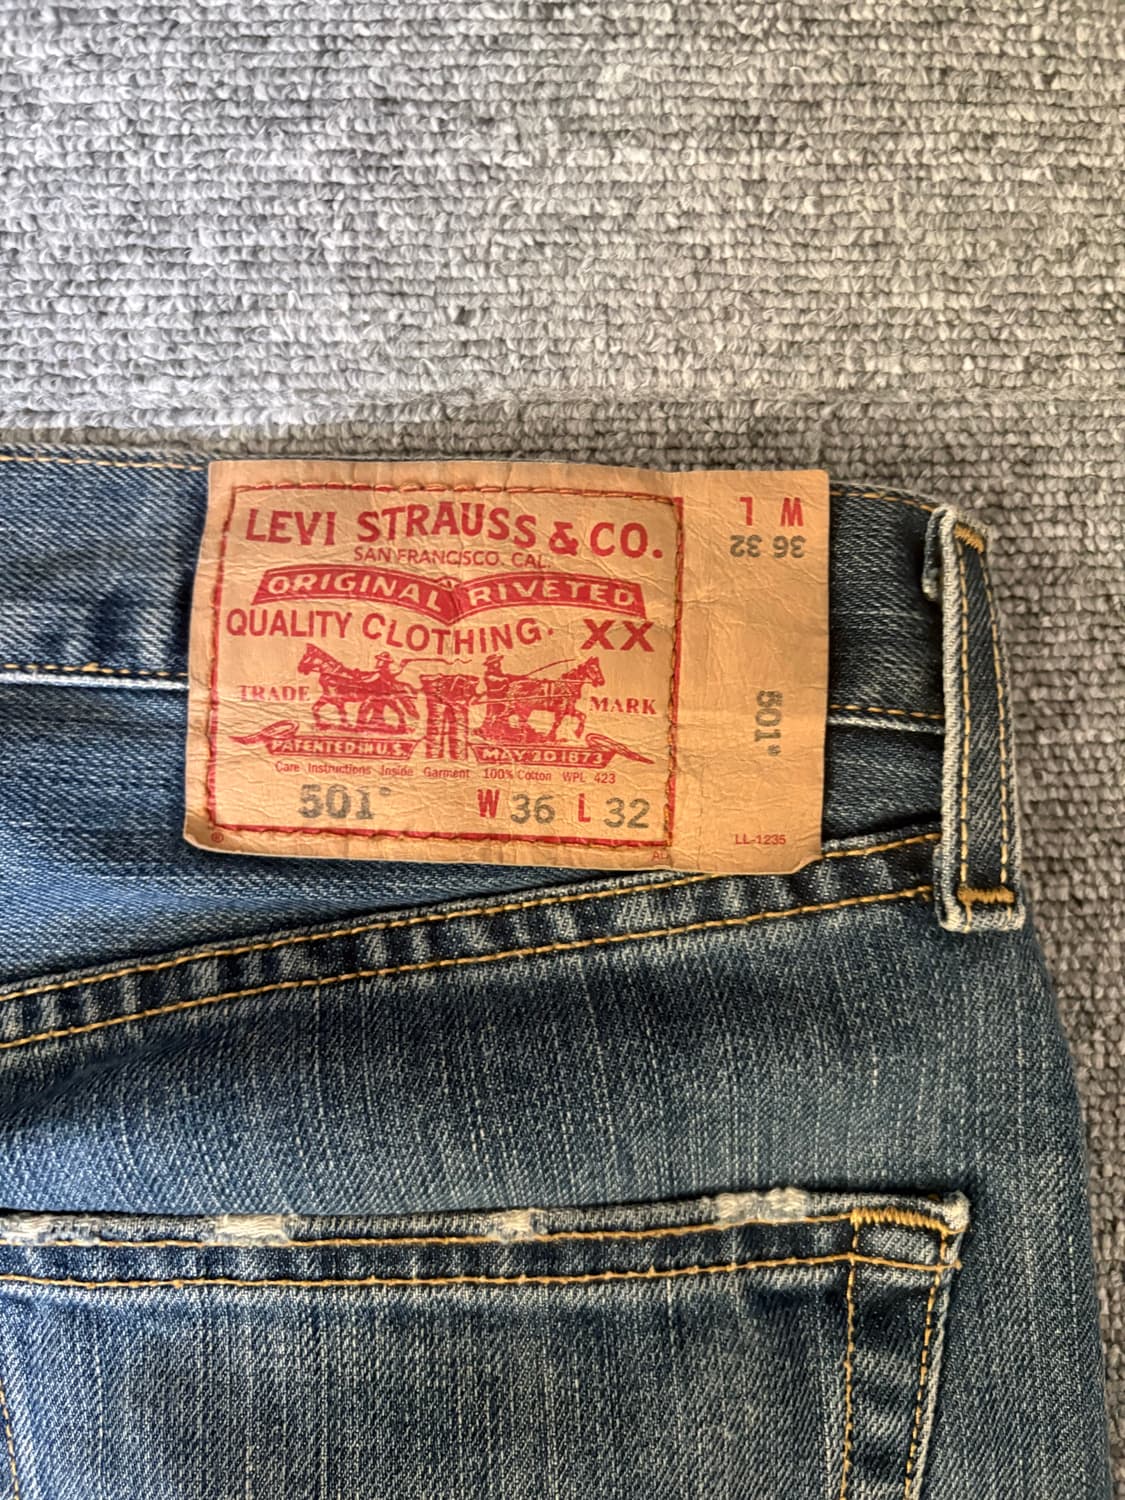 LEVI STRAUSS & CO.
SAN FRANCISCO. CAL.
ORIGINAL RIVETED
QUALITY CLOTHING. XX
TRADE MARK
PATENTED IN U.S. MAY 20 1873
Care Instructions Inside Garment 100% Cotton WPL 423
501® W 36 L 32
®
W L
36 32
501®
LL-1235